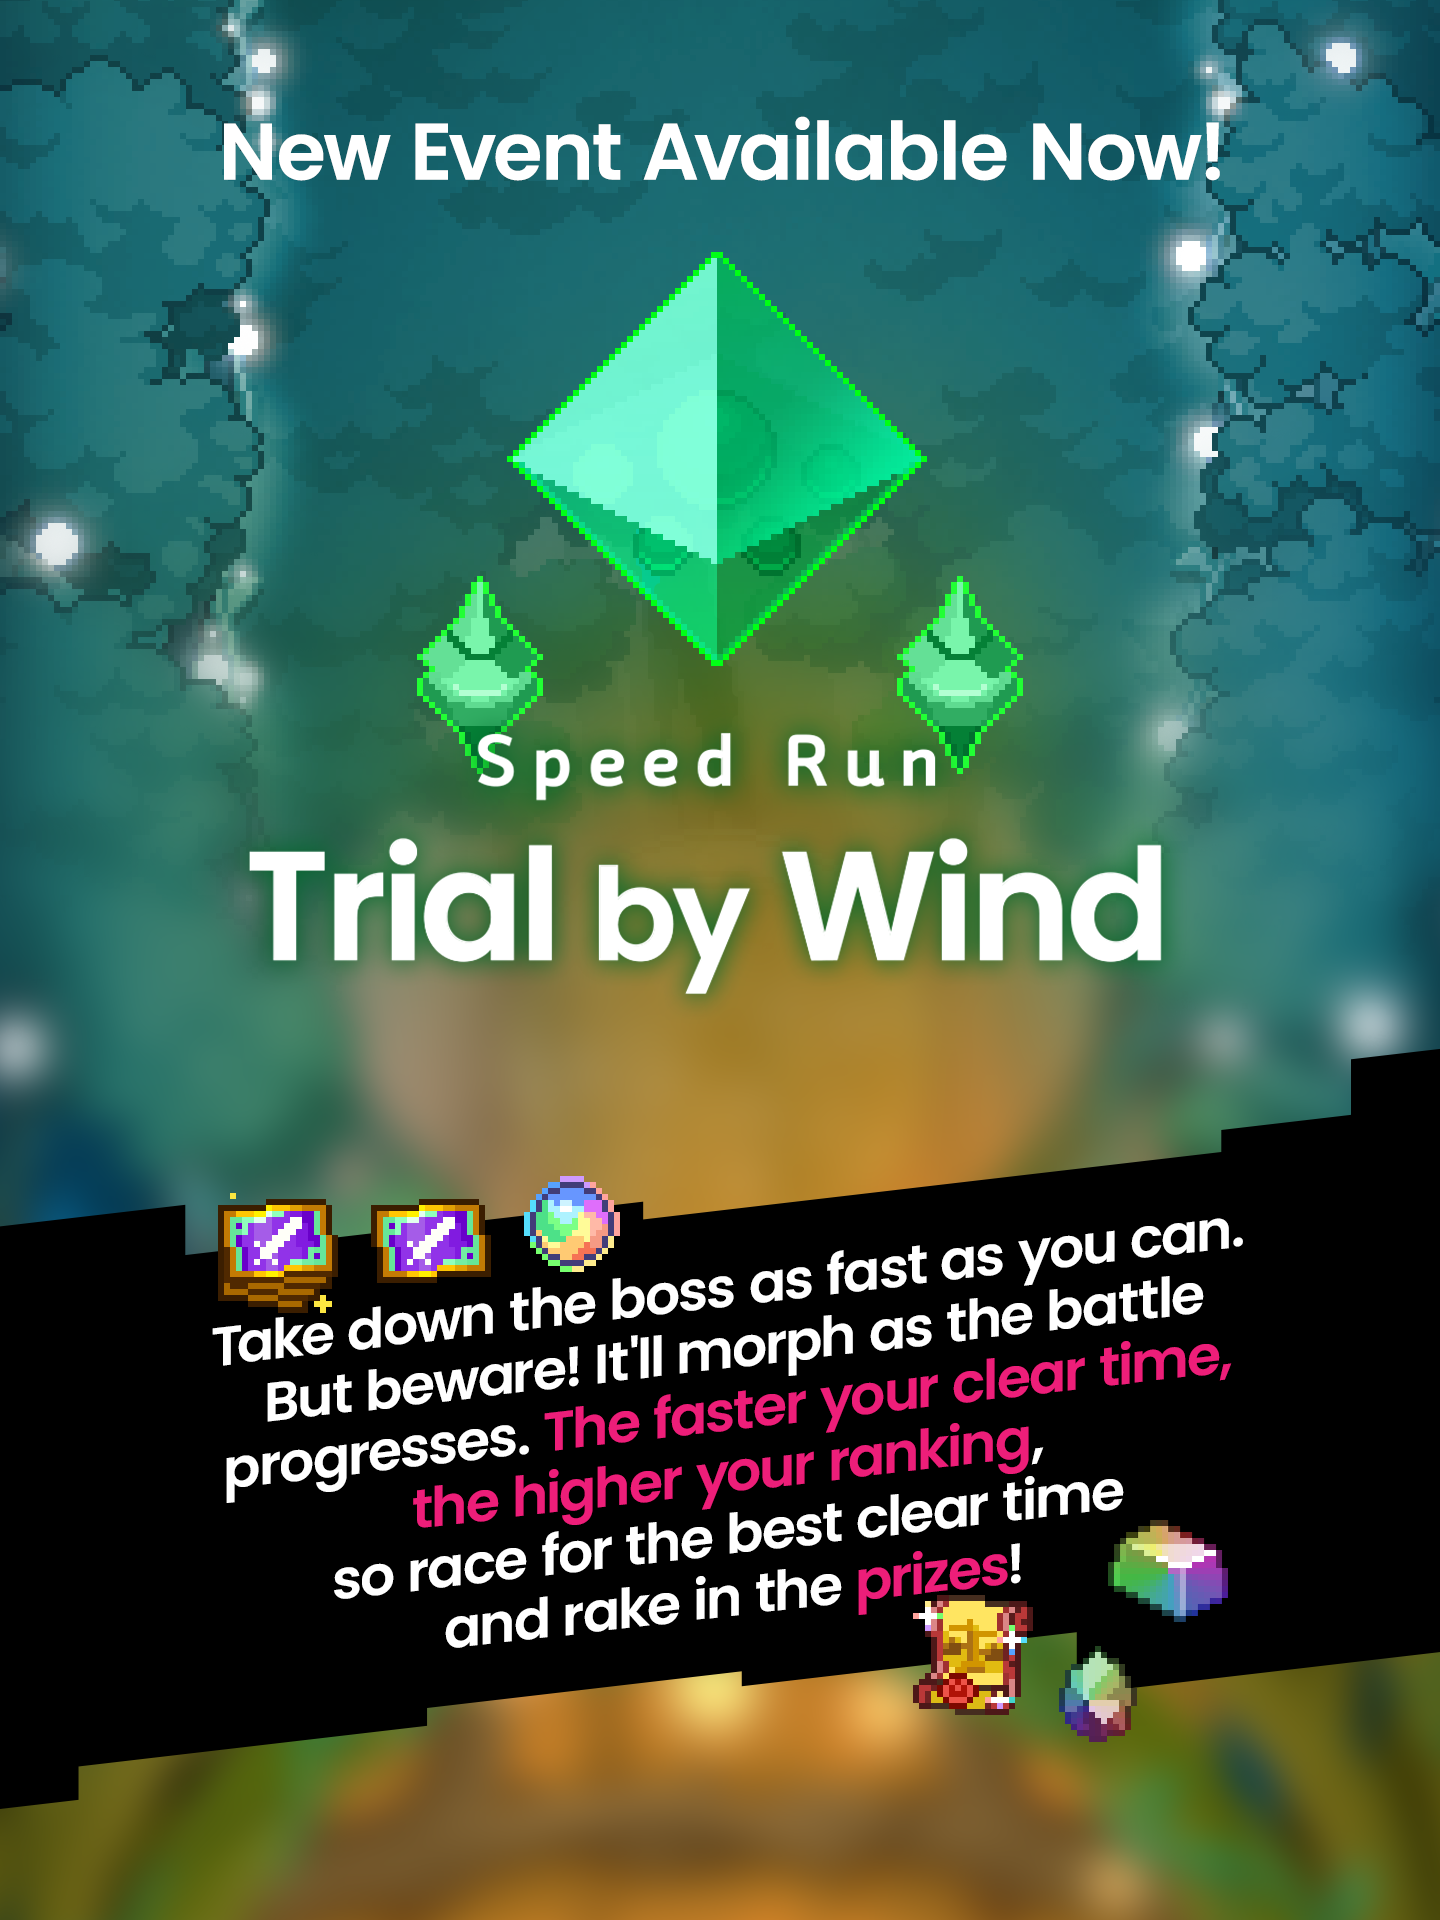 New Event Available Now!
Speed Run
Trial by Wind
Take down the boss as fast as you can.
But beware! It'll morph as the battle
progresses. The faster your clear time,
the higher your ranking,
so race for the best clear time
and rake in the prizes!